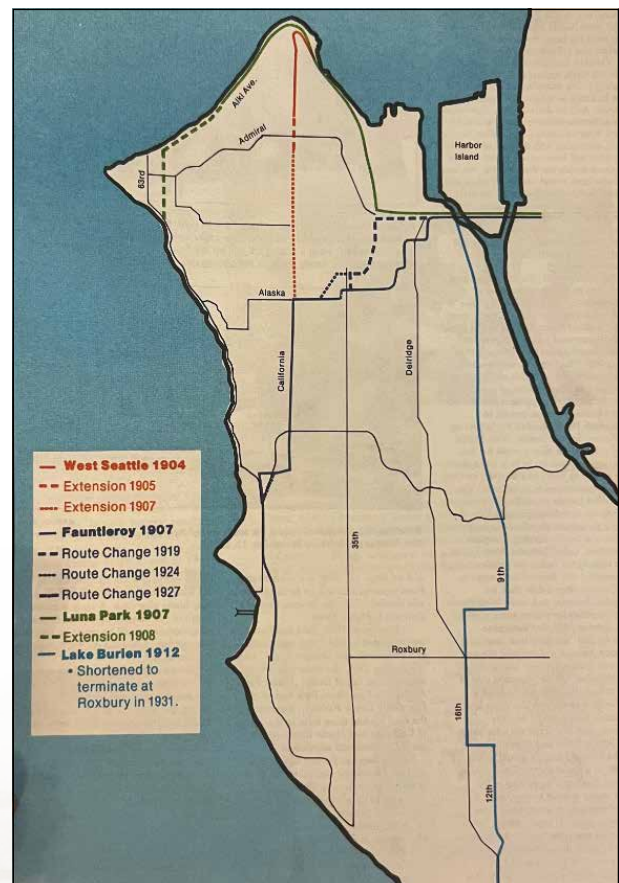 Alki Ave.
Admiral
Harbor
Island
63rd
Alaska
California
Delridge
35th
9th
Roxbury
16th
12th
West Seattle 1904
Extension 1905
Extension 1907
Fauntleroy 1907
Route Change 1919
Route Change 1924
Route Change 1927
Luna Park 1907
Extension 1908
Lake Burien 1912
• Shortened to
terminate at
Roxbury in 1931.